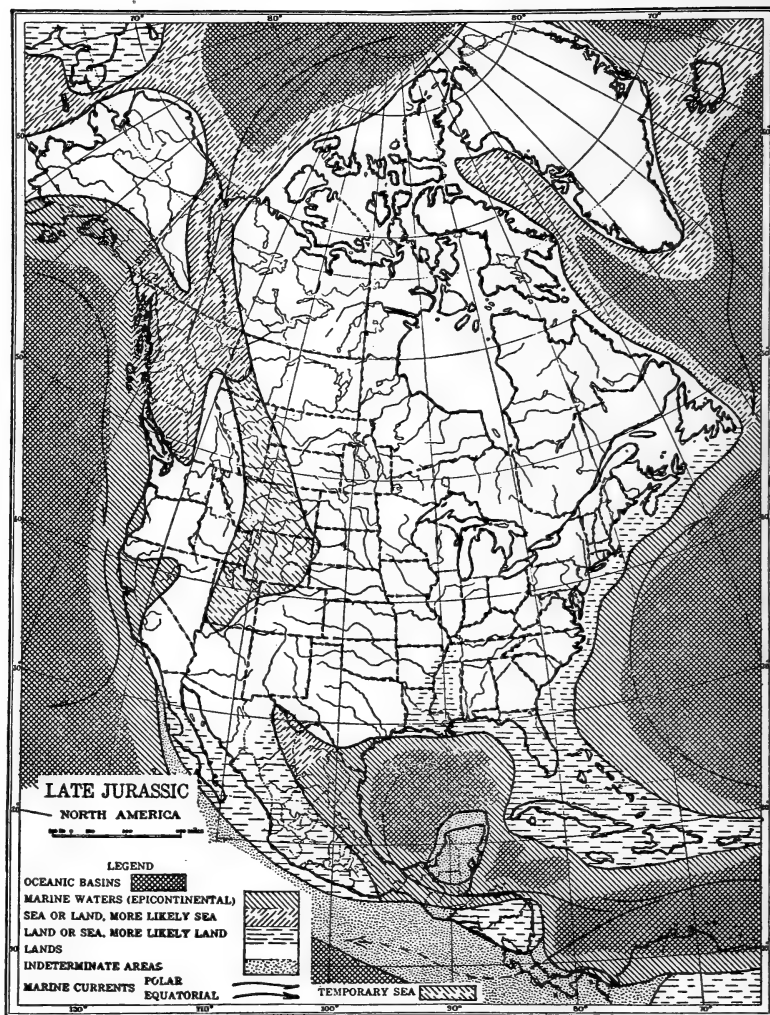 70°
110°
80°
70°
LATE JURASSIC
NORTH AMERICA
LEGEND
OCEANIC BASINS
MARINE WATERS (EPICONTINENTAL)
SEA OR LAND, MORE LIKELY SEA
LAND OR SEA, MORE LIKELY LAND
LANDS
INDETERMINATE AREAS
MARINE CURRENTS POLAR
EQUATORIAL
TEMPORARY SEA
120°
110°
100°
90°
80°
70°